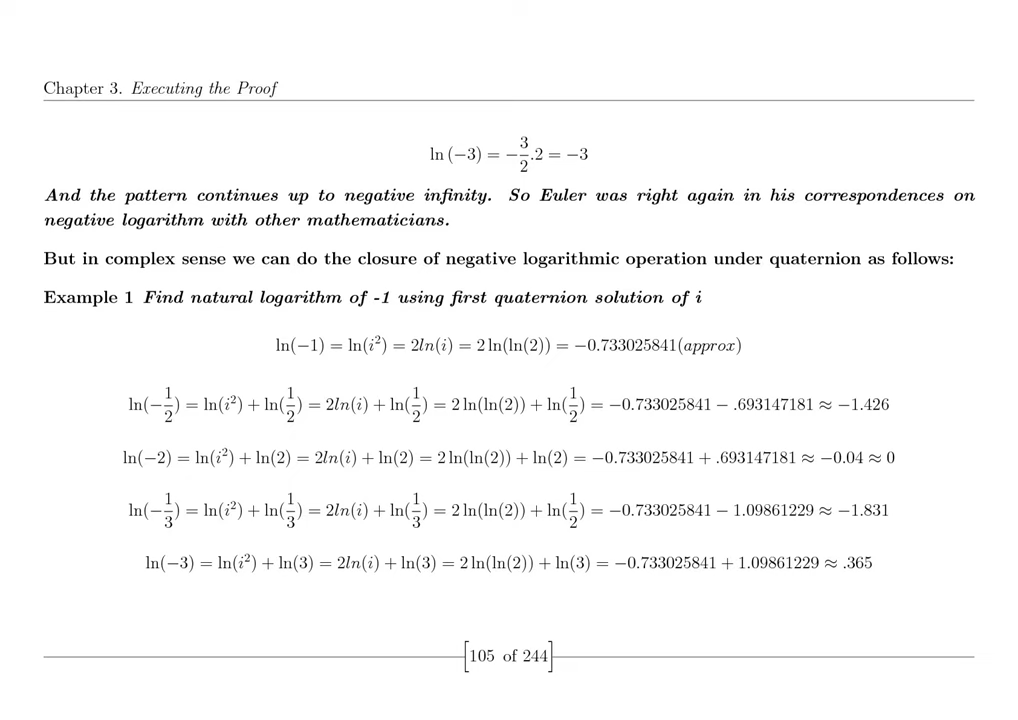 Chapter 3. Executing the Proof
ln (−3) = −3/2.2 = −3
And the pattern continues up to negative infinity. So Euler was right again in his correspondences on
negative logarithm with other mathematicians.
But in complex sense we can do the closure of negative logarithmic operation under quaternion as follows:
Example 1 Find natural logarithm of -1 using first quaternion solution of i
ln(−1) = ln(i²) = 2ln(i) = 2 ln(ln(2)) = −0.733025841(approx)
ln(−1/2) = ln(i²) + ln(1/2) = 2ln(i) + ln(1/2) = 2 ln(ln(2)) + ln(1/2) = −0.733025841 − .693147181 ≈ −1.426
ln(−2) = ln(i²) + ln(2) = 2ln(i) + ln(2) = 2 ln(ln(2)) + ln(2) = −0.733025841 + .693147181 ≈ −0.04 ≈ 0
ln(−1/3) = ln(i²) + ln(1/3) = 2ln(i) + ln(1/3) = 2 ln(ln(2)) + ln(1/2) = −0.733025841 − 1.09861229 ≈ −1.831
ln(−3) = ln(i²) + ln(3) = 2ln(i) + ln(3) = 2 ln(ln(2)) + ln(3) = −0.733025841 + 1.09861229 ≈ .365
[105 of 244]